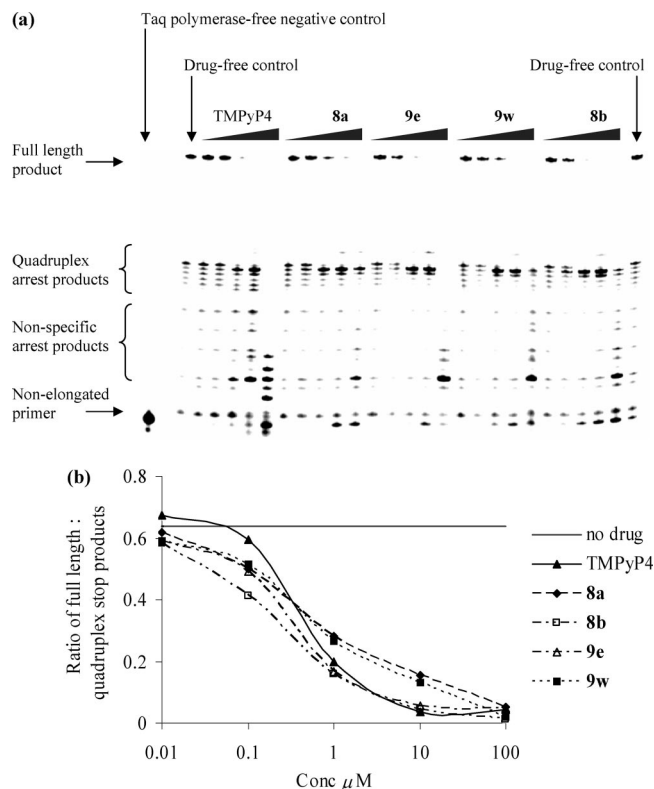 (a)
Taq polymerase-free negative control
Drug-free control
Drug-free control
TMPyP4
8a
9e
9w
8b
Full length
product
Quadruplex
arrest products
Non-specific
arrest products
Non-elongated
primer
(b)
Ratio of full length :
quadruplex stop products
0.8
0.6
0.4
0.2
0
0.01
0.1
1
10
100
Conc μM
no drug
TMPyP4
8a
8b
9e
9w